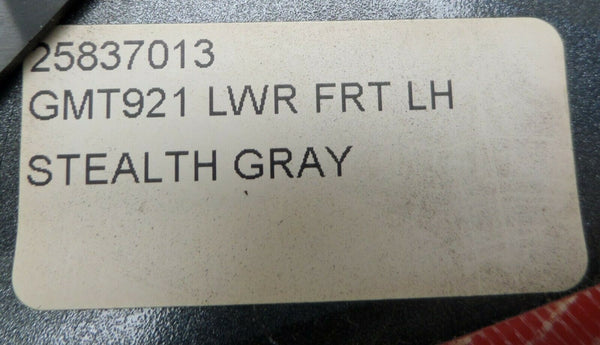 25837013
GMT921 LWR FRT LH
STEALTH GRAY